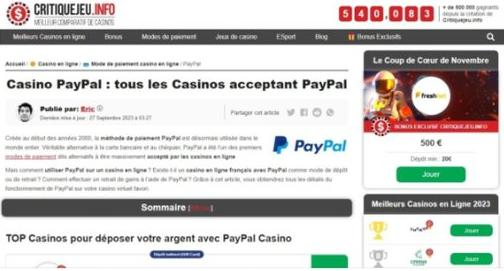 CRITIQUEJEU.INFO
MEILLEUR COMPARATIF DE CASINOS
540,083
+ de 500 000 gagnants
depuis la création de
Critiquejeu.info
Meilleurs Casinos en ligne
Bonus
Modes de paiement
Jeux de casino
ESport
Blog
Bonus Exclusifs
Accueil / Casino en ligne / Mode paiement casino en ligne / PayPal
Casino PayPal : tous les Casinos acceptant PayPal
Publié par: Eric
Dernière mise à jour : 27 Septembre 2023 à 03:27
Partager cet article
Créée au début des années 2000, la méthode de paiement PayPal est désormais utilisée dans le
monde entier. Véritable alternative à la carte bancaire et au chéquier, PayPal a été l'un des premiers
modes de paiement dits alternatifs à être massivement accepté par les casinos en ligne
PayPal
Mais comment utiliser PayPal sur un casino en ligne ? Existe-t-il un casino en ligne français avec PayPal comme mode de dépôt
ou de retrait ? Comment effectuer un retrait de gains à l'aide de PayPal ? Grâce à cet article, vous obtiendrez tous les détails du
fonctionnement de PayPal sur votre casino virtuel favori.
Sommaire
TOP Casinos pour déposer votre argent avec PayPal Casino
Le Coup de Cœur de Novembre
freshbet
BONUS EXCLUSIF CRITIQUEJEU.INFO
500 €
Dépôt min.: 20€
Jouer
Meilleurs Casinos en Ligne 2023
Jouer
Jouer